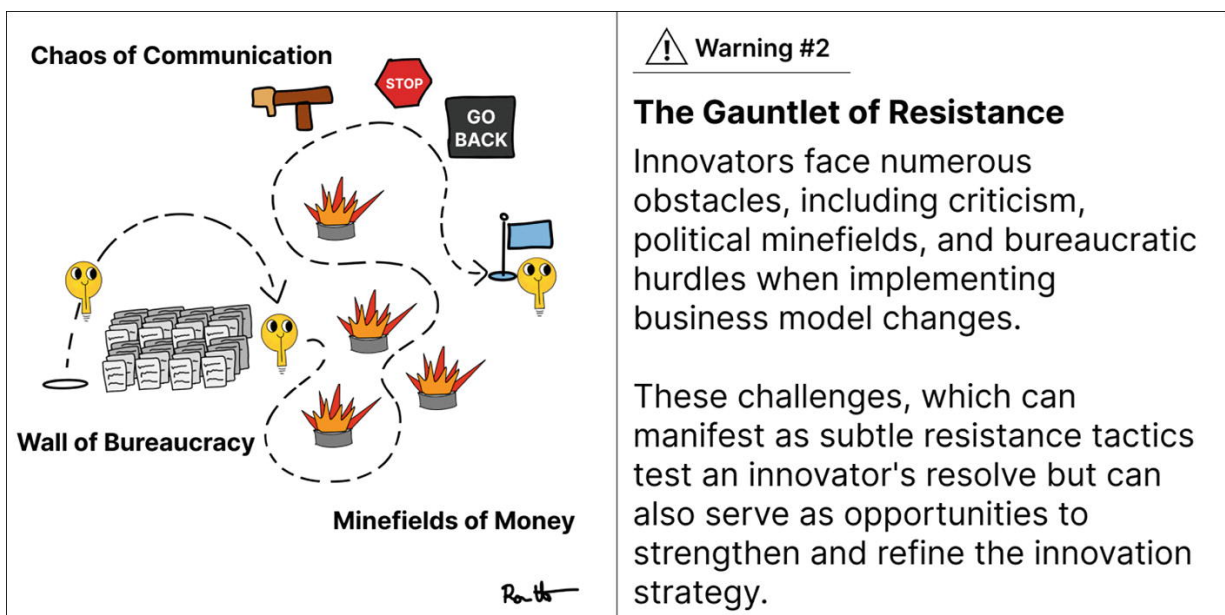 Chaos of Communication
STOP
GO
BACK
Wall of Bureaucracy
Minefields of Money
Warning #2
The Gauntlet of Resistance
Innovators face numerous
obstacles, including criticism,
political minefields, and bureaucratic
hurdles when implementing
business model changes.
These challenges, which can
manifest as subtle resistance tactics
test an innovator's resolve but can
also serve as opportunities to
strengthen and refine the innovation
strategy.